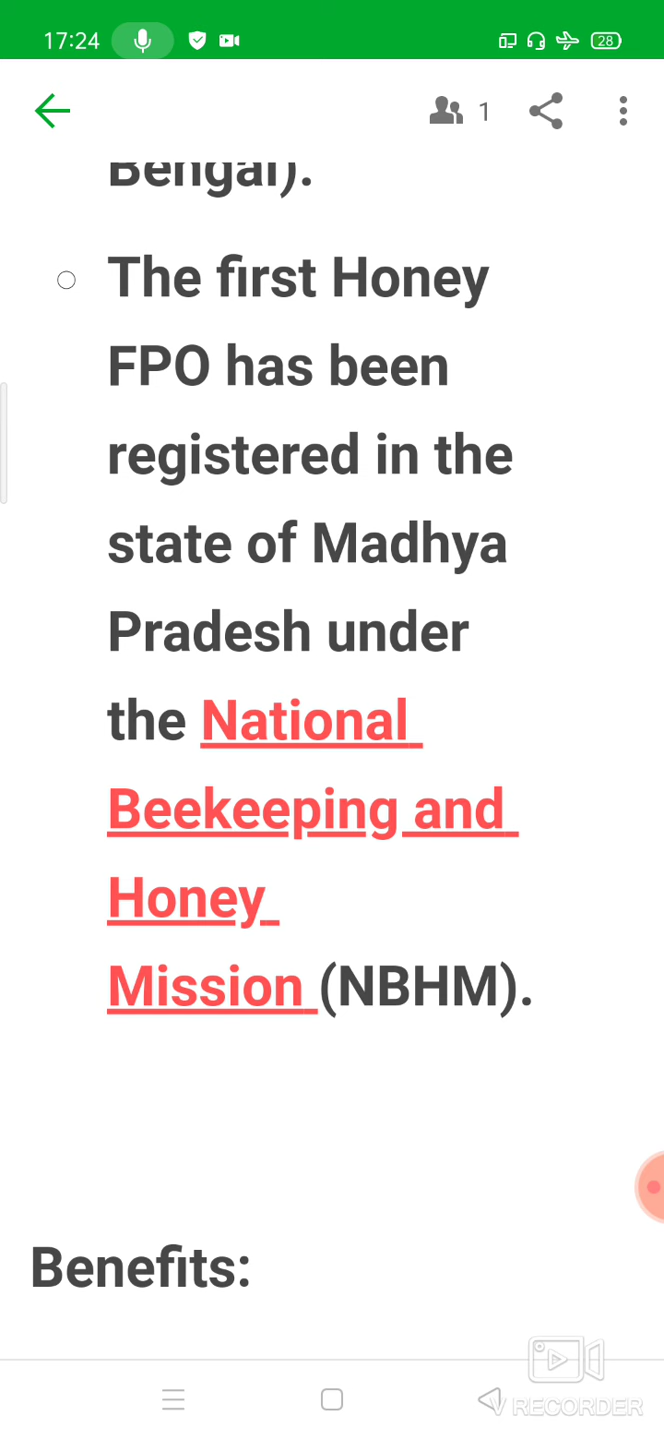 17:24
28
1
Bengal).
The first Honey
FPO has been
registered in the
state of Madhya
Pradesh under
the National
Beekeeping and
Honey
Mission (NBHM).
Benefits:
V RECORDER